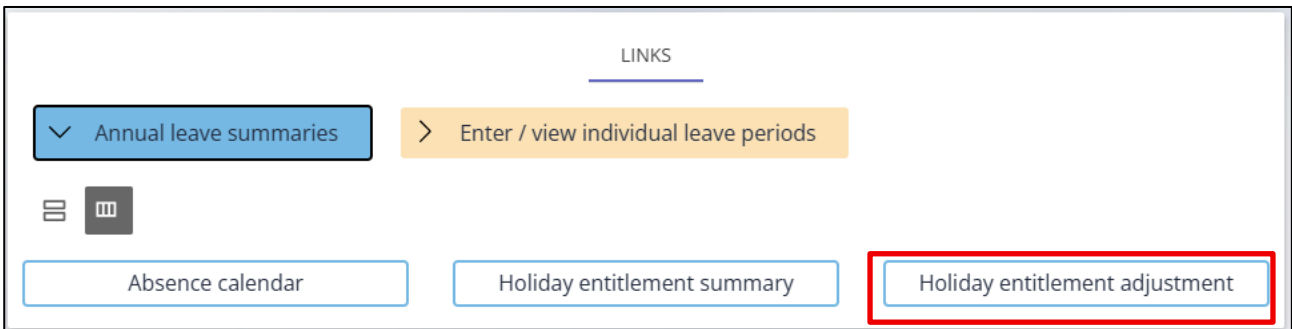 LINKS
Annual leave summaries
Enter / view individual leave periods
Absence calendar
Holiday entitlement summary
Holiday entitlement adjustment